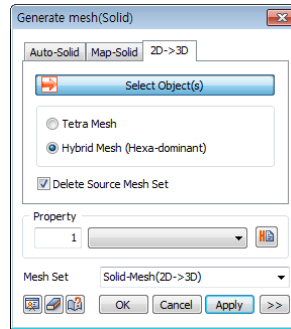 Generate mesh(Solid)
Auto-Solid Map-Solid 2D->3D
Select Object(s)
Tetra Mesh
Hybrid Mesh (Hexa-dominant)
Delete Source Mesh Set
Property
1
Mesh Set Solid-Mesh(2D->3D)
OK Cancel Apply >>